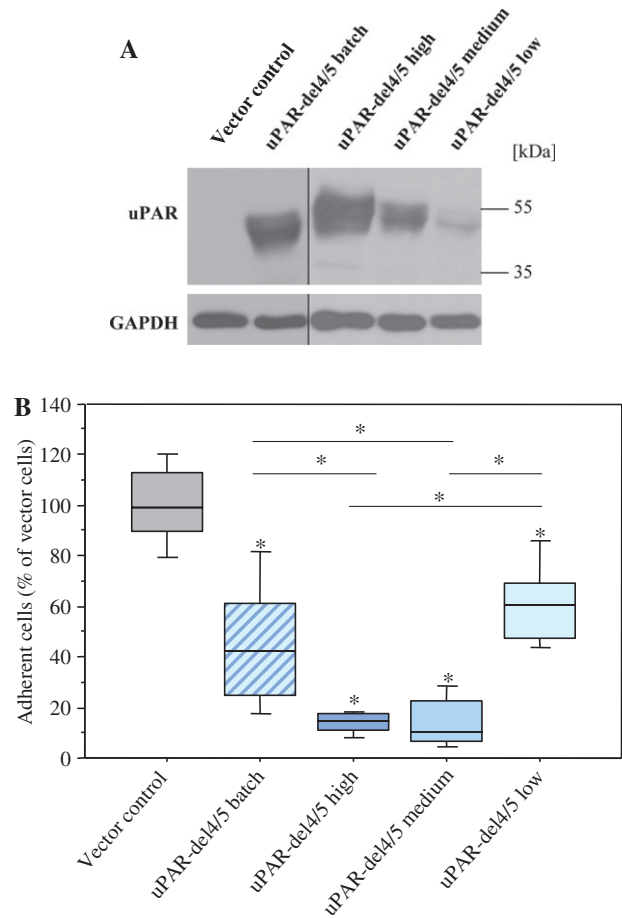 A
Vector control
uPAR-del4/5 batch
uPAR-del4/5 high
uPAR-del4/5 medium
uPAR-del4/5 low
[kDa]
uPAR
55
35
GAPDH
B
Adherent cells (% of vector cells)
140
120
100
80
60
40
20
0
*
*
*
*
*
*
*
*
Vector control
uPAR-del4/5 batch
uPAR-del4/5 high
uPAR-del4/5 medium
uPAR-del4/5 low